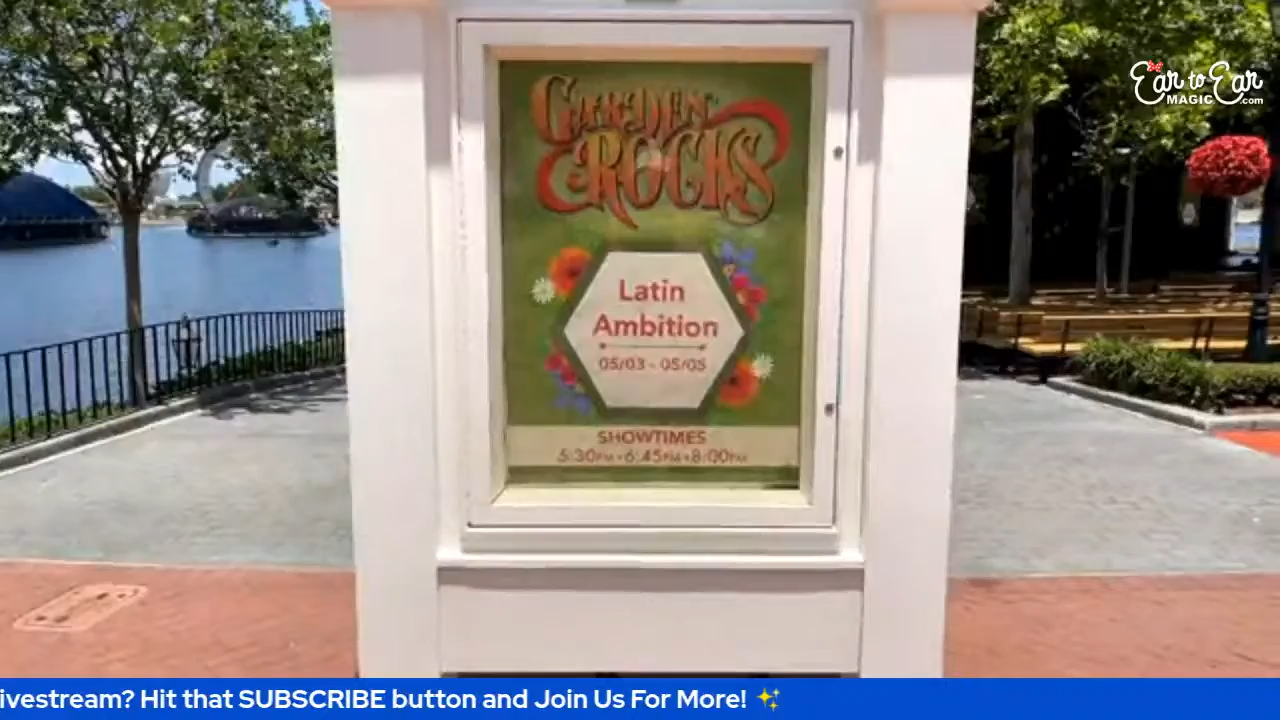 Ear to Ear
MAGIC.com
GARDEN
ROCKS
Latin
Ambition
05/03 - 05/05
SHOWTIMES
5:30PM • 6:45PM • 8:00PM
ivestream? Hit that SUBSCRIBE button and Join Us For More! ✨